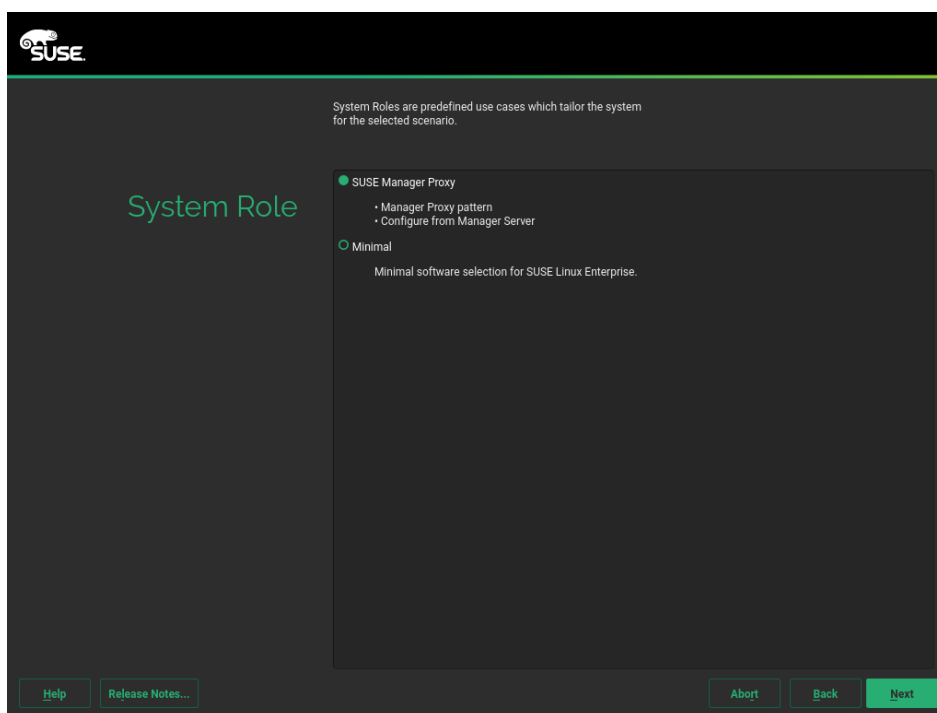 SUSE.
System Roles are predefined use cases which tailor the system
for the selected scenario.
System Role
SUSE Manager Proxy
• Manager Proxy pattern
• Configure from Manager Server
Minimal
Minimal software selection for SUSE Linux Enterprise.
Help
Release Notes...
Abort
Back
Next